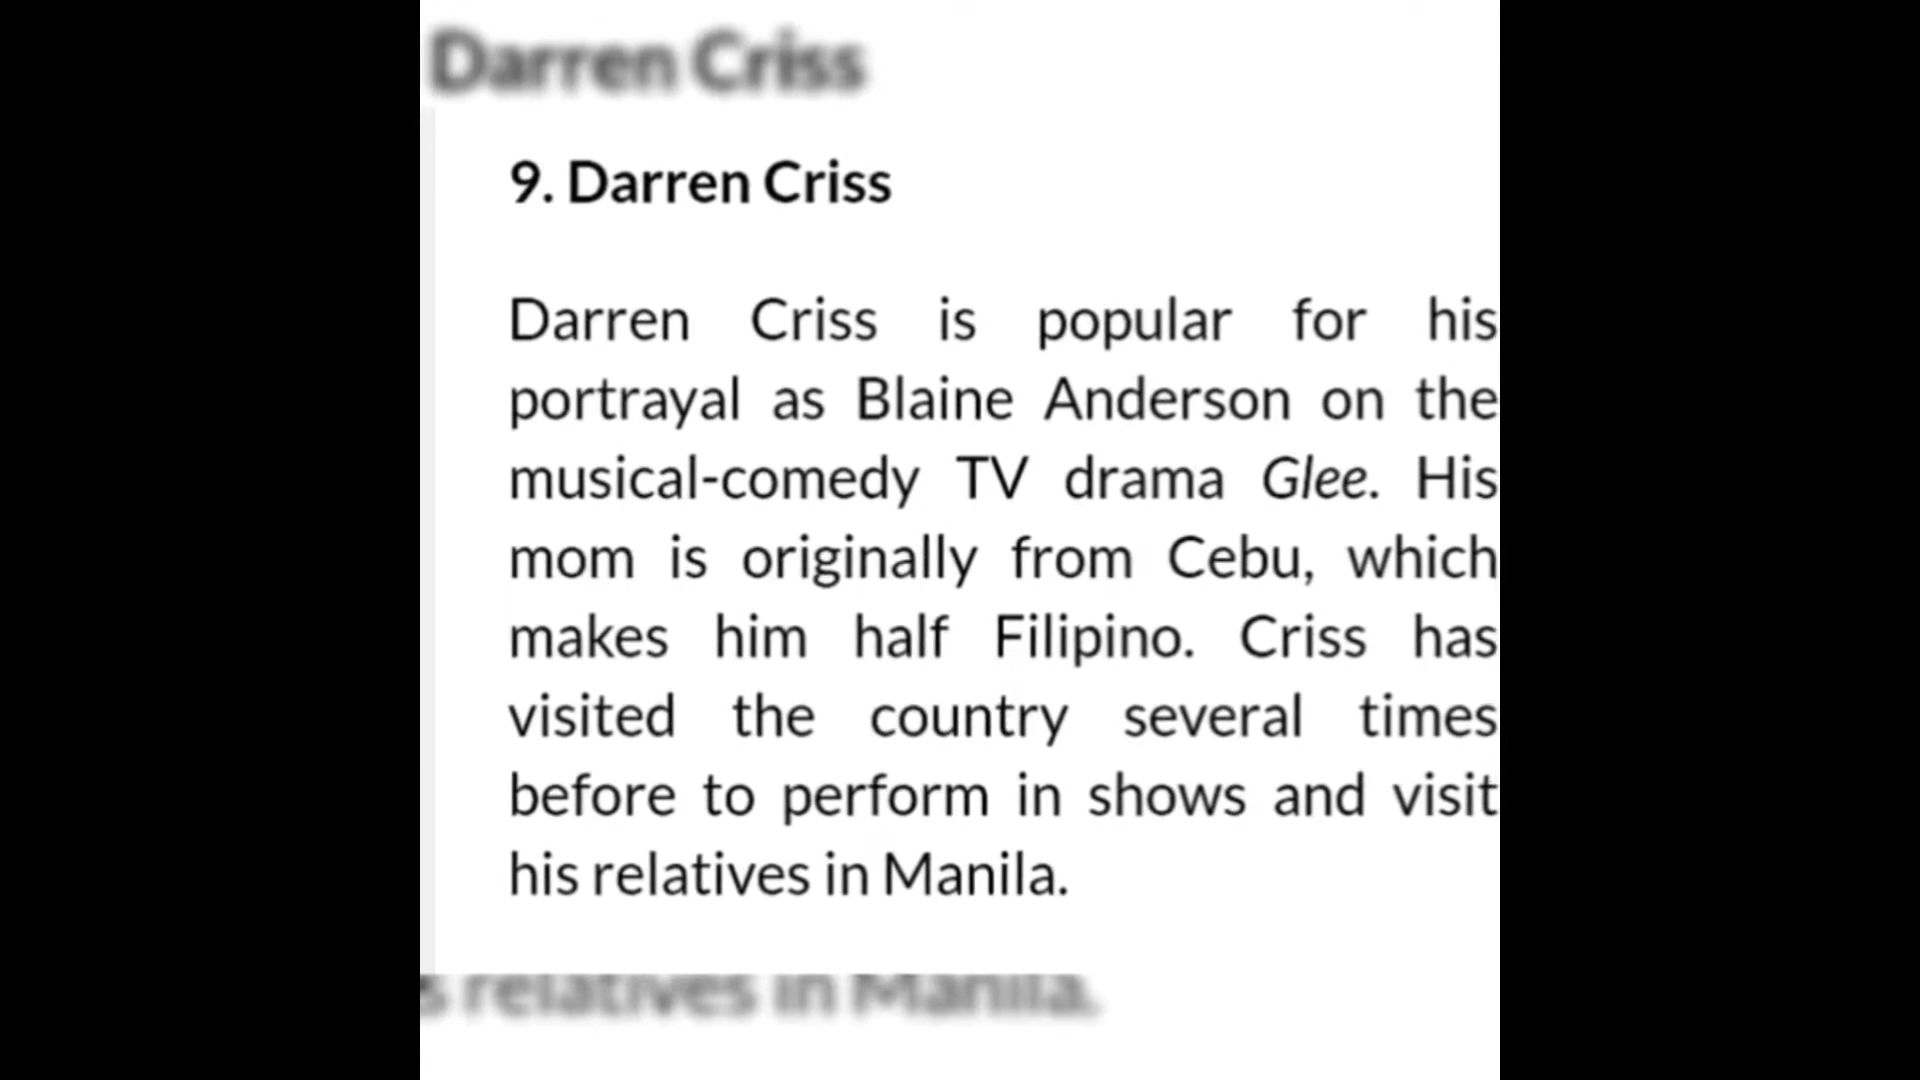 Darren Criss
9. Darren Criss
Darren Criss is popular for his
portrayal as Blaine Anderson on the
musical-comedy TV drama Glee. His
mom is originally from Cebu, which
makes him half Filipino. Criss has
visited the country several times
before to perform in shows and visit
his relatives in Manila.
s relatives in Manila.